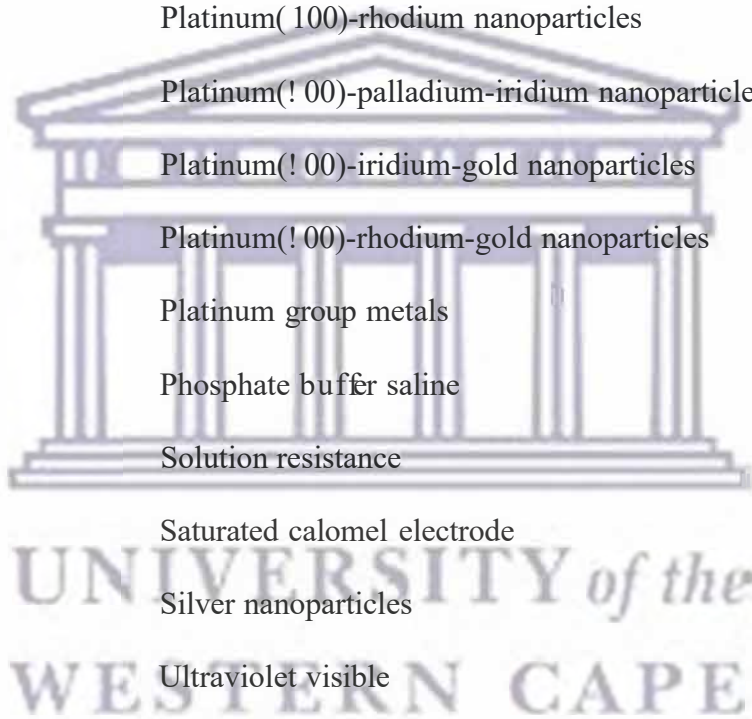 Platinum( 100)-rhodium nanoparticles
Platinum(! 00)-palladium-iridium nanoparticle
Platinum(! 00)-iridium-gold nanoparticles
Platinum(! 00)-rhodium-gold nanoparticles
Platinum group metals
Phosphate buffer saline
Solution resistance
Saturated calomel electrode
UNIVERSITY of the
Silver nanoparticles
WESTERN CAPE
Ultraviolet visible